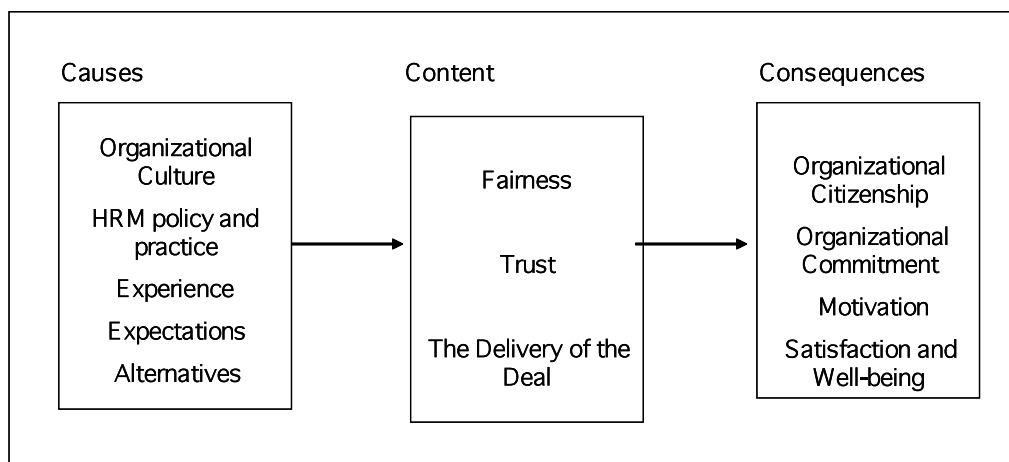 Causes
Organizational
Culture
HRM policy and
practice
Experience
Expectations
Alternatives
Content
Fairness
Trust
The Delivery of the
Deal
Consequences
Organizational
Citizenship
Organizational
Commitment
Motivation
Satisfaction and
Well-being